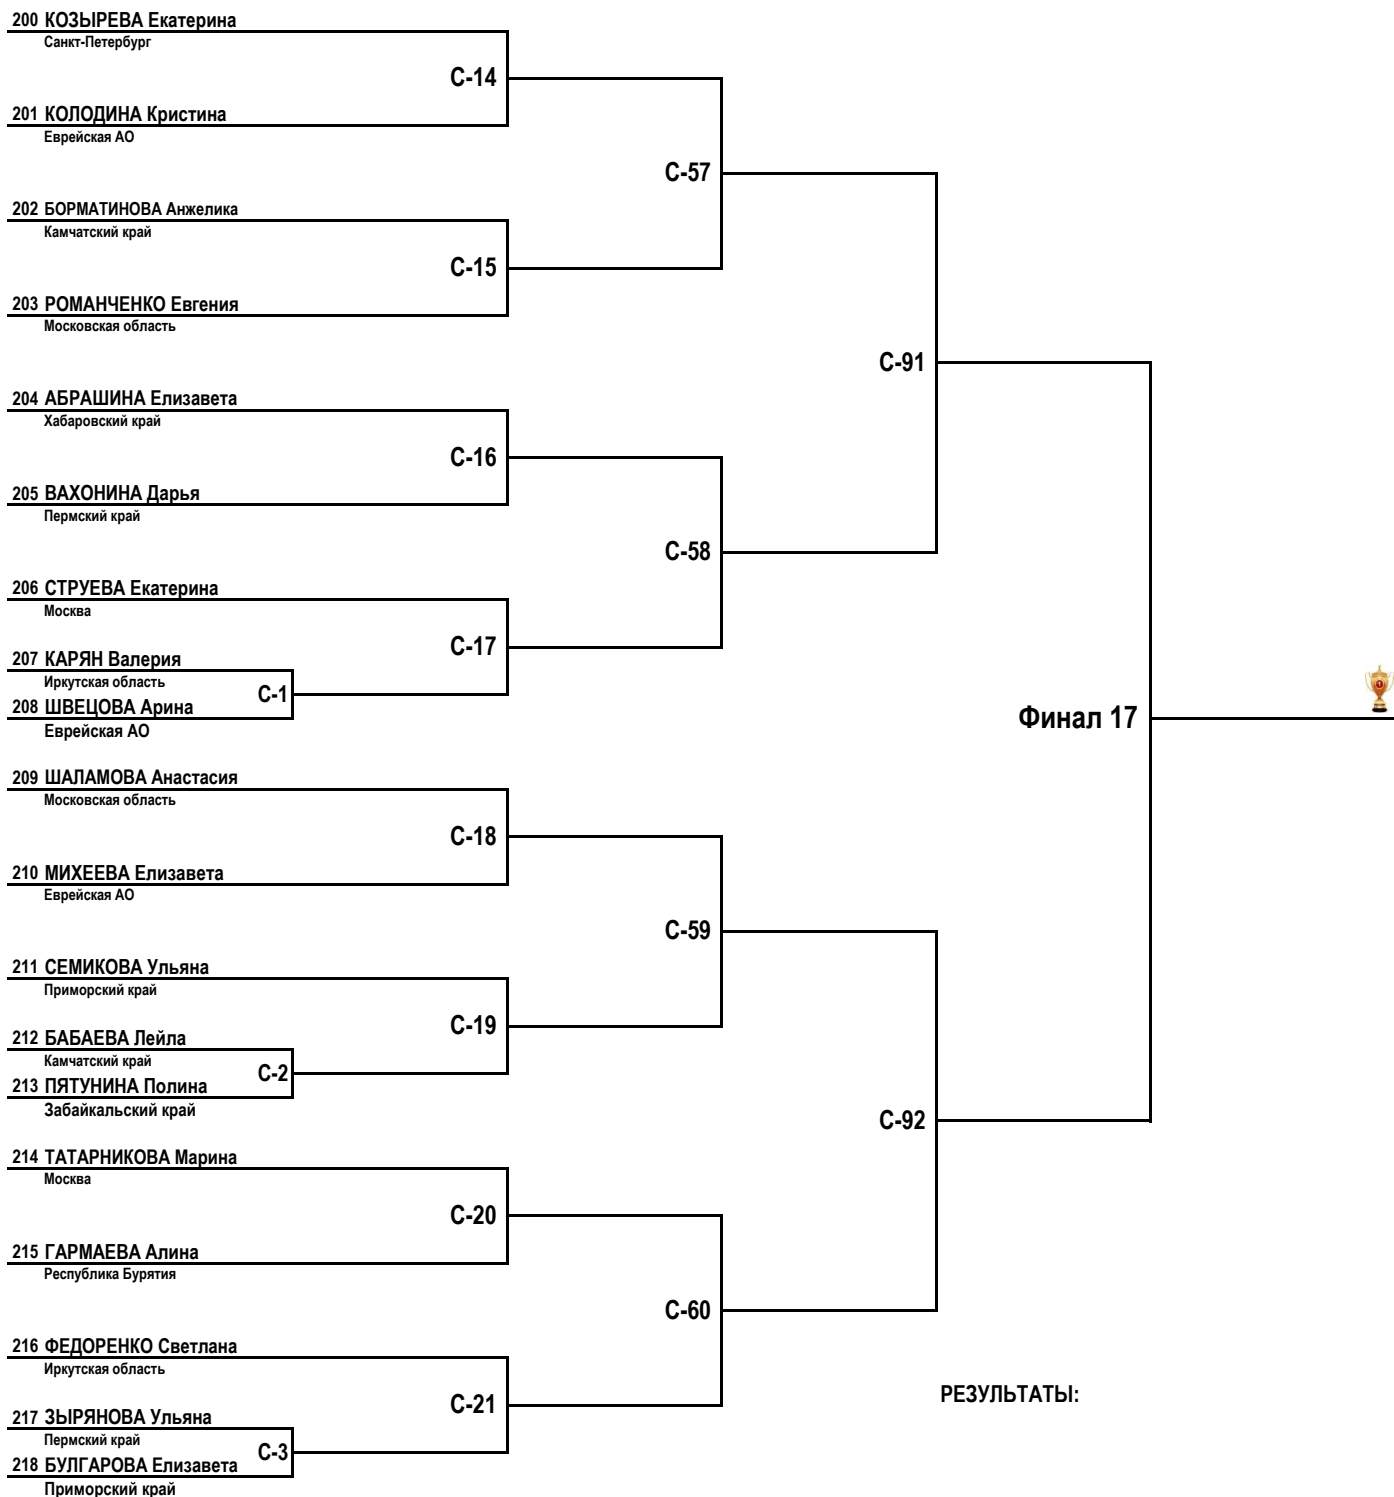 200 КОЗЫРЕВА Екатерина
Санкт-Петербург
С-14
201 КОЛОДИНА Кристина
Еврейская АО
С-57
202 БОРМАТИНОВА Анжелика
Камчатский край
С-15
203 РОМАНЧЕНКО Евгения
Московская область
С-91
204 АБРАШИНА Елизавета
Хабаровский край
С-16
205 ВАХОНИНА Дарья
Пермский край
С-58
206 СТРУЕВА Екатерина
Москва
С-17
207 КАРЯН Валерия
Иркутская область
С-1
208 ШВЕЦОВА Арина
Еврейская АО
Финал 17
209 ШАЛАМОВА Анастасия
Московская область
С-18
210 МИХЕЕВА Елизавета
Еврейская АО
С-59
211 СЕМИКОВА Ульяна
Приморский край
С-19
212 БАБАЕВА Лейла
Камчатский край
С-2
213 ПЯТУНИНА Полина
Забайкальский край
С-92
214 ТАТАРНИКОВА Марина
Москва
С-20
215 ГАРМАЕВА Алина
Республика Бурятия
С-60
216 ФЕДОРЕНКО Светлана
Иркутская область
С-21
РЕЗУЛЬТАТЫ:
217 ЗЫРЯНОВА Ульяна
Пермский край
С-3
218 БУЛГАРОВА Елизавета
Приморский край